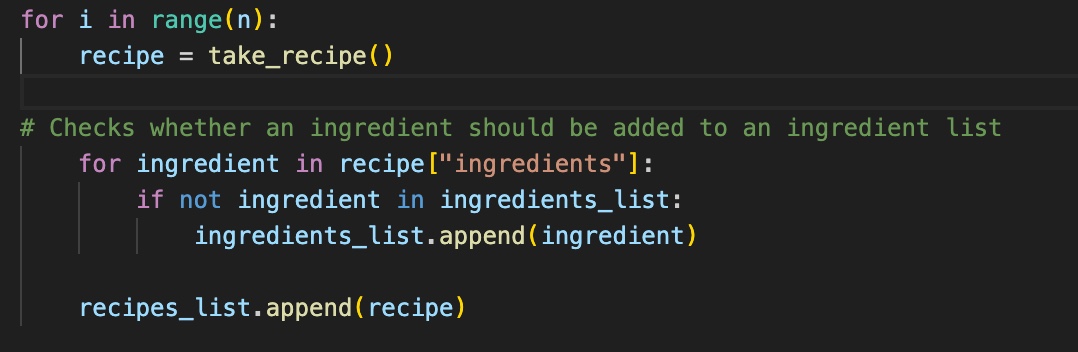 for i in range(n):
    recipe = take_recipe()

# Checks whether an ingredient should be added to an ingredient list
    for ingredient in recipe["ingredients"]:
        if not ingredient in ingredients_list:
            ingredients_list.append(ingredient)

    recipes_list.append(recipe)